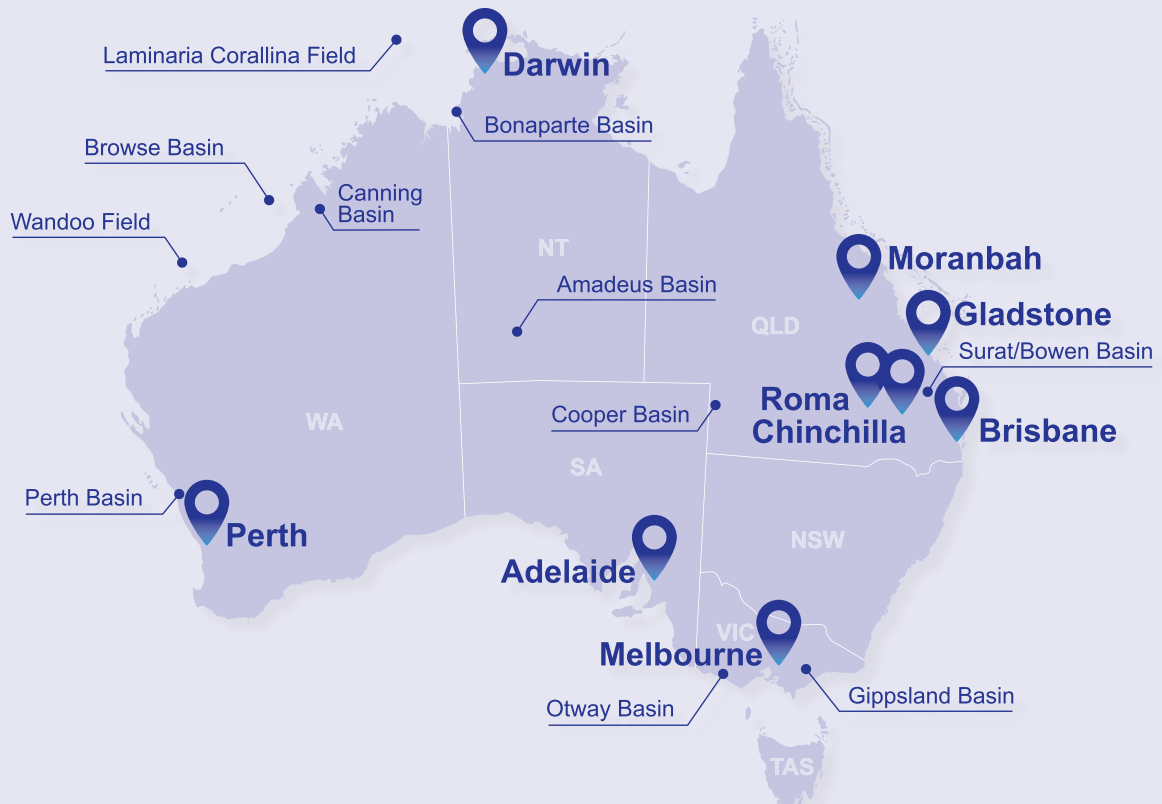 Laminaria Corallina Field
Darwin
Bonaparte Basin
Browse Basin
Canning
Basin
Wandoo Field
NT
Moranbah
Amadeus Basin
Gladstone
QLD
Surat/Bowen Basin
Roma
Cooper Basin
WA
Chinchilla
Brisbane
SA
Perth Basin
Perth
NSW
Adelaide
VIC
Melbourne
Gippsland Basin
Otway Basin
TAS